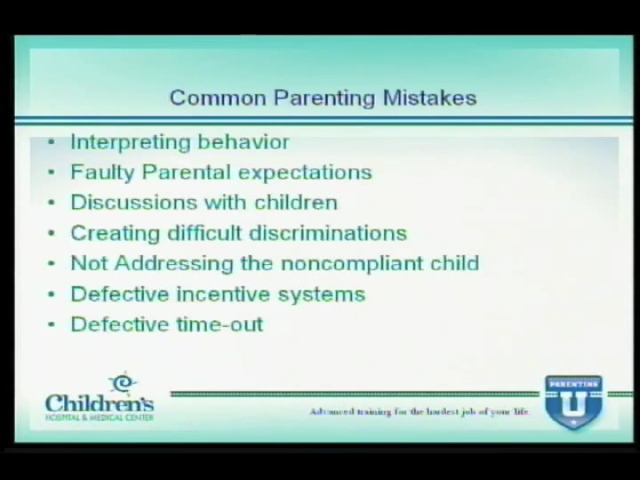 Common Parenting Mistakes
• Interpreting behavior
• Faulty Parental expectations
• Discussions with children
• Creating difficult discriminations
• Not Addressing the noncompliant child
• Defective incentive systems
• Defective time-out
Children's
HOSPITAL & MEDICAL CENTER
Advanced training for the hardest job of your life.
PARENTING
U